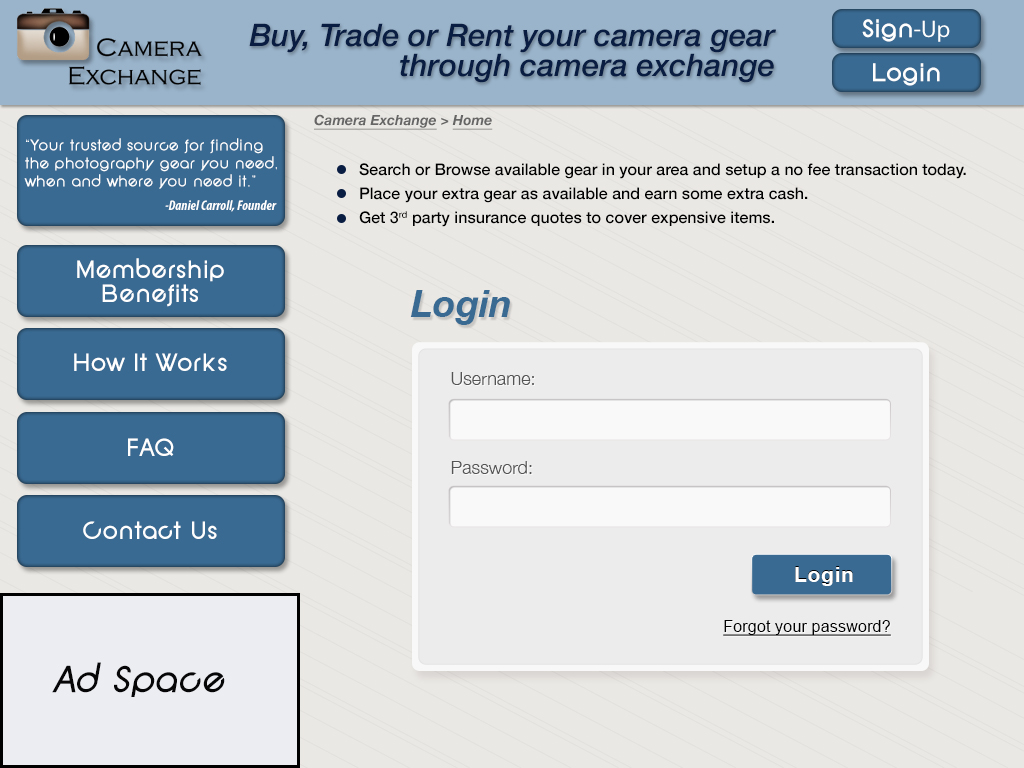 Camera
Exchange
Buy, Trade or Rent your camera gear
through camera exchange
Sign-Up
Login
"Your trusted source for finding
the photography gear you need,
when and where you need it."
-Daniel Carroll, Founder
Membership
Benefits
How It Works
FAQ
Contact Us
Ad Space
Camera Exchange > Home
Search or Browse available gear in your area and setup a no fee transaction today.
Place your extra gear as available and earn some extra cash.
Get 3rd party insurance quotes to cover expensive items.
Login
Username:
Password:
Login
Forgot your password?